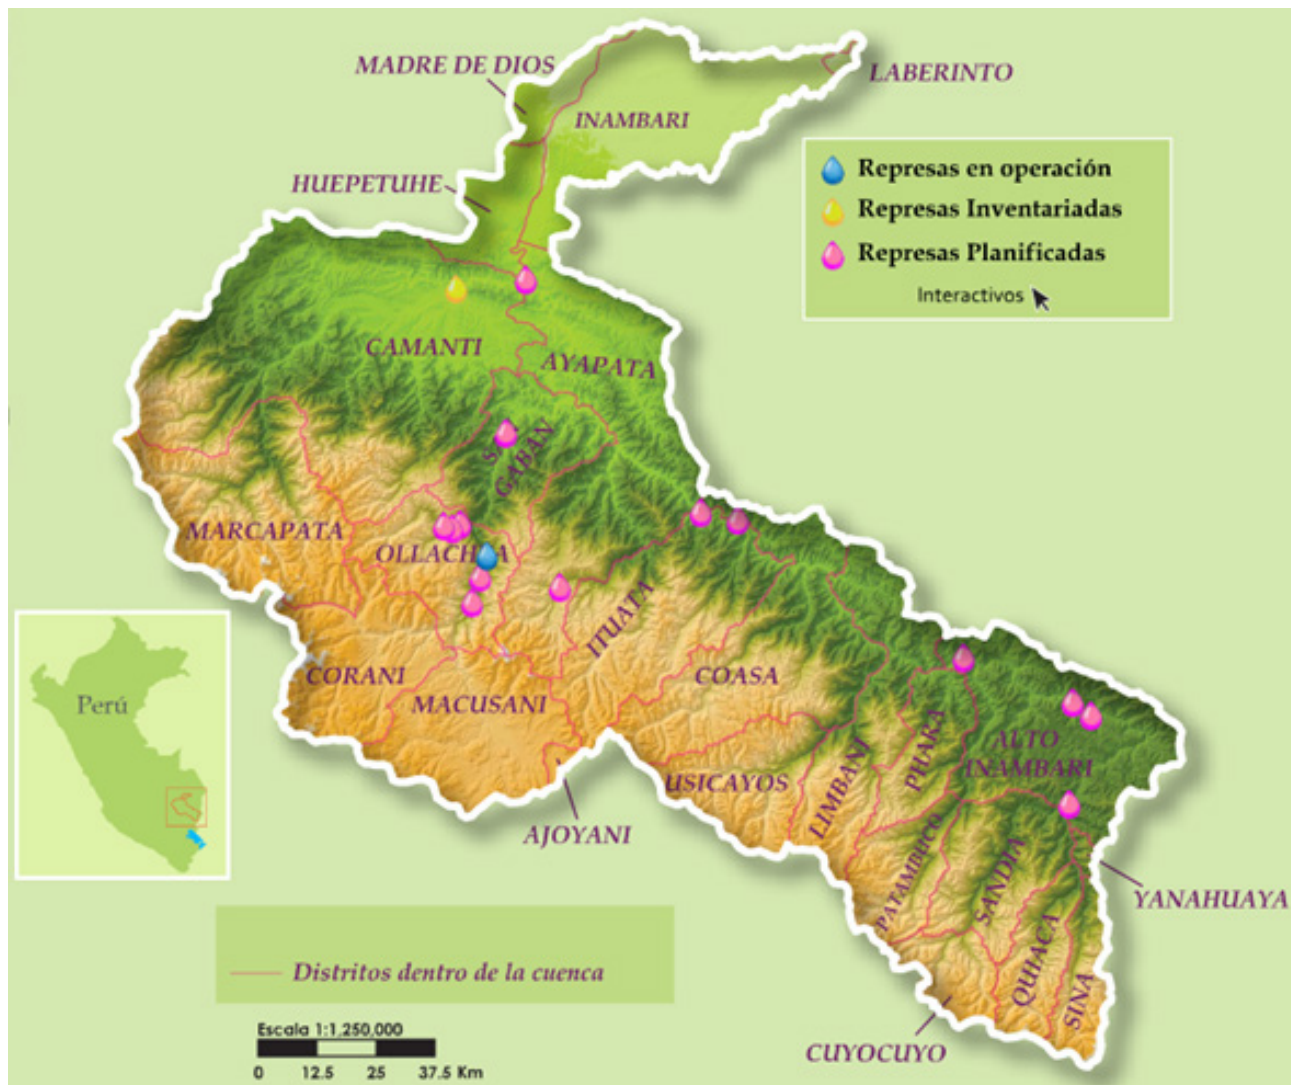 MADRE DE DIOS
LABERINTO
INAMBARI
HUEPETUHE
Represas en operación
Represas Inventariadas
Represas Planificadas
Interactivos
CAMANTI
AYAPATA
SAN
GABAN
MARCAPATA
OLLACHEA
ITUATA
CORANI
COASA
MACUSANI
Perú
USICAYOS
LIMBANI
PHARA
ALTO
INAMBARI
AJOYANI
PATAMBUCO
SANDIA
YANAHUAYA
QUIACA
SINA
CUYOCUYO
Distritos dentro de la cuenca
Escala 1:1,250,000
0 12.5 25 37.5 Km